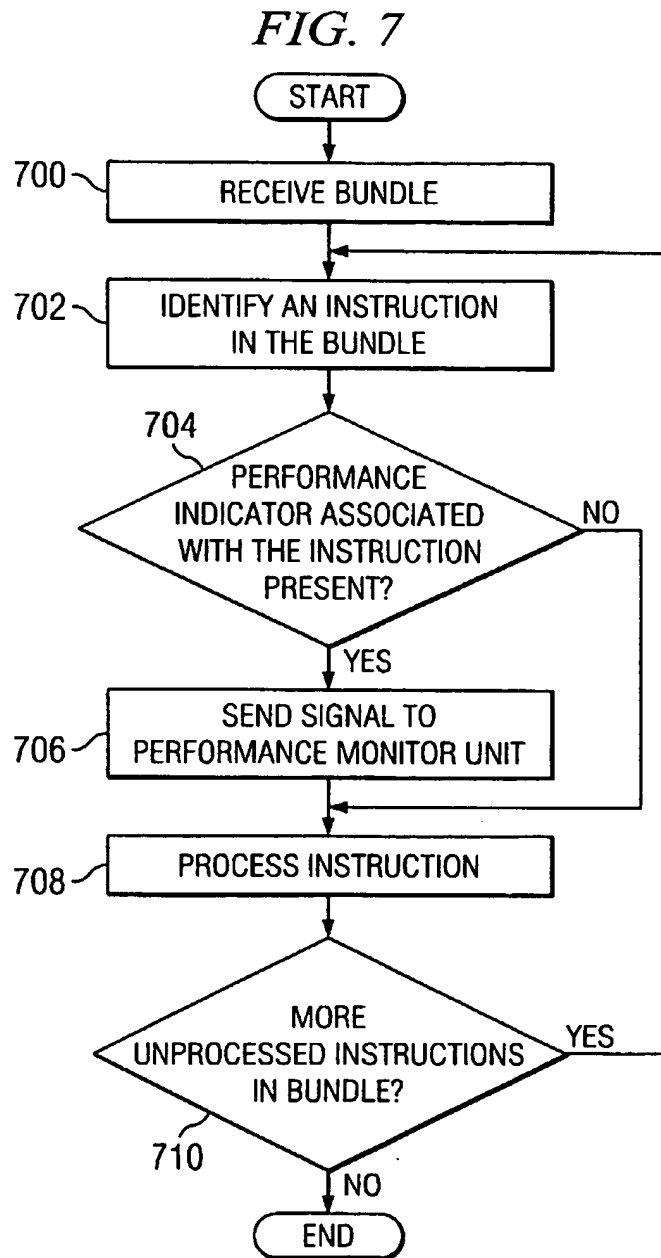 FIG. 7
START
700
RECEIVE BUNDLE
702
IDENTIFY AN INSTRUCTION
IN THE BUNDLE
704
PERFORMANCE
INDICATOR ASSOCIATED
WITH THE INSTRUCTION
PRESENT?
NO
YES
706
SEND SIGNAL TO
PERFORMANCE MONITOR UNIT
708
PROCESS INSTRUCTION
MORE
UNPROCESSED INSTRUCTIONS
IN BUNDLE?
YES
710
NO
END